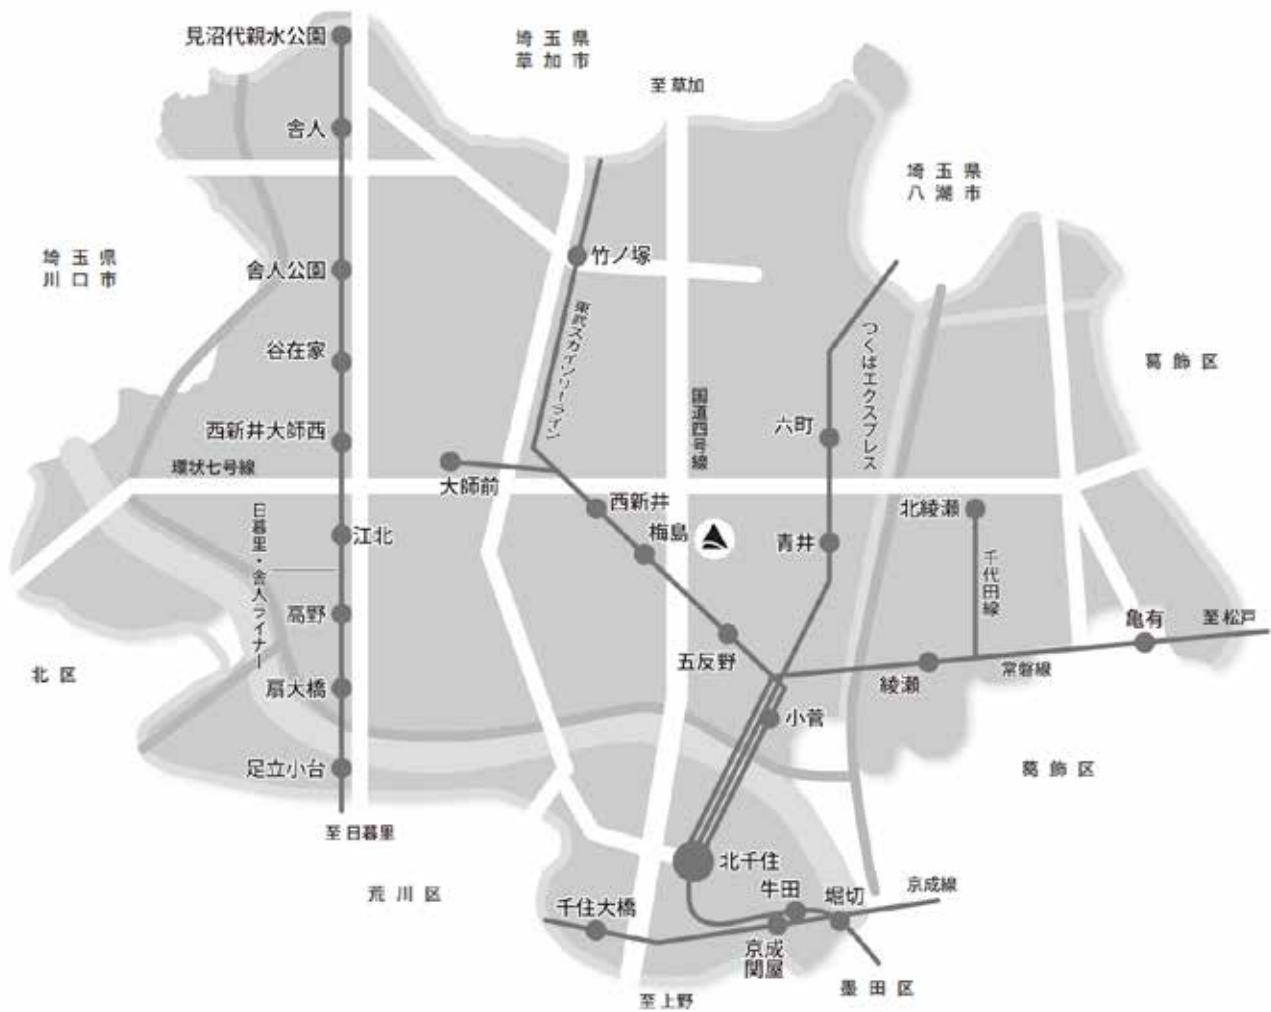 見沼代親水公園
埼玉県
草加市
至 草加
舎人
埼玉県
八潮市
埼玉県
川口市
舎人公園
竹ノ塚
東武スカイツリーライン
つくばエクスプレス
谷在家
葛飾区
国道四号線
六町
西新井大師西
環状七号線
大師前
西新井
北綾瀬
日暮里・舎人ライナー
江北
梅島
青井
千代田線
高野
亀有
至 松戸
五反野
北区
綾瀬
常磐線
扇大橋
小菅
足立小台
葛飾区
至 日暮里
北千住
荒川区
牛田
堀切
京成線
千住大橋
京成
関屋
墨田区
至 上野